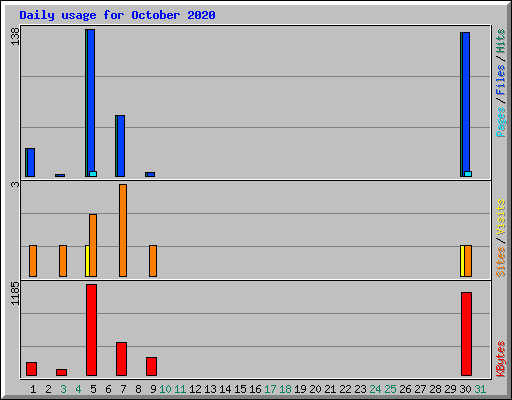 Daily usage for October 2020
138
Pages/Files/Hits
3
Sites/Visits
1185
KBytes
1 2 3 4 5 6 7 8 9 10 11 12 13 14 15 16 17 18 19 20 21 22 23 24 25 26 27 28 29 30 31